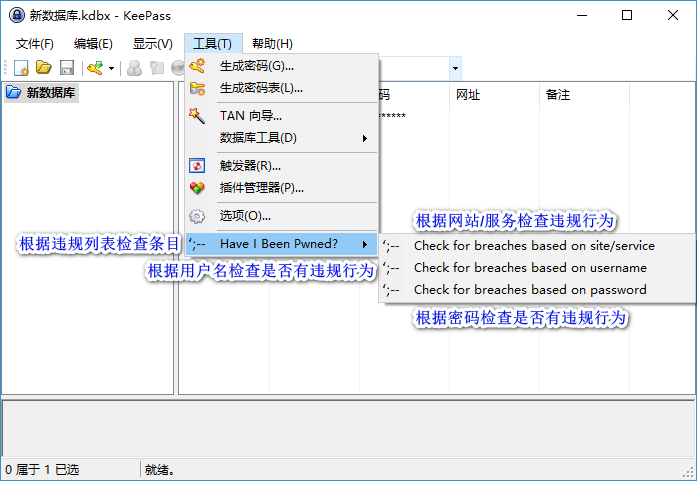 新数据库.kdbx - KeePass
文件(F) 编辑(E) 显示(V) 工具(T) 帮助(H)
生成密码(G)...
生成密码表(L)...
TAN 向导...
数据库工具(D)
触发器(R)...
插件管理器(P)...
选项(O)...
‘;-- Have I Been Pwned?
新数据库
码 网址 备注
******
根据违规列表检查条目
根据用户名检查是否有违规行为
根据网站/服务检查违规行为
‘;-- Check for breaches based on site/service
‘;-- Check for breaches based on username
‘;-- Check for breaches based on password
根据密码检查是否有违规行为
0 属于 1 已选 就绪。